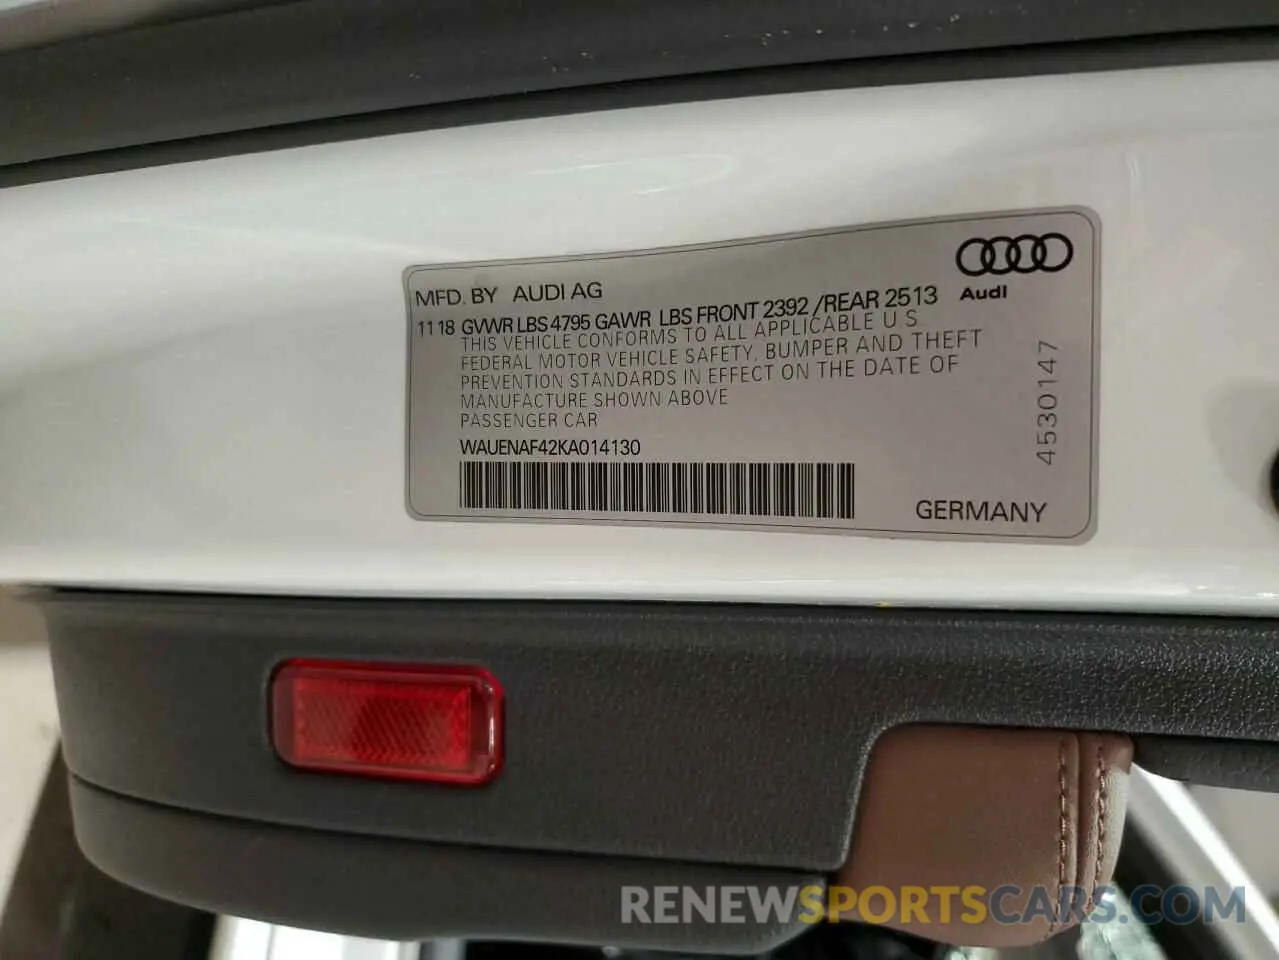 MFD. BY AUDI AG
Audi
11 18 GVWR LBS 4795 GAWR LBS FRONT 2392 /REAR 2513
THIS VEHICLE CONFORMS TO ALL APPLICABLE U S
FEDERAL MOTOR VEHICLE SAFETY, BUMPER AND THEFT
PREVENTION STANDARDS IN EFFECT ON THE DATE OF
MANUFACTURE SHOWN ABOVE
PASSENGER CAR
WAUENAF42KA014130
4530147
GERMANY
RENEWSPORTSCARS.COM